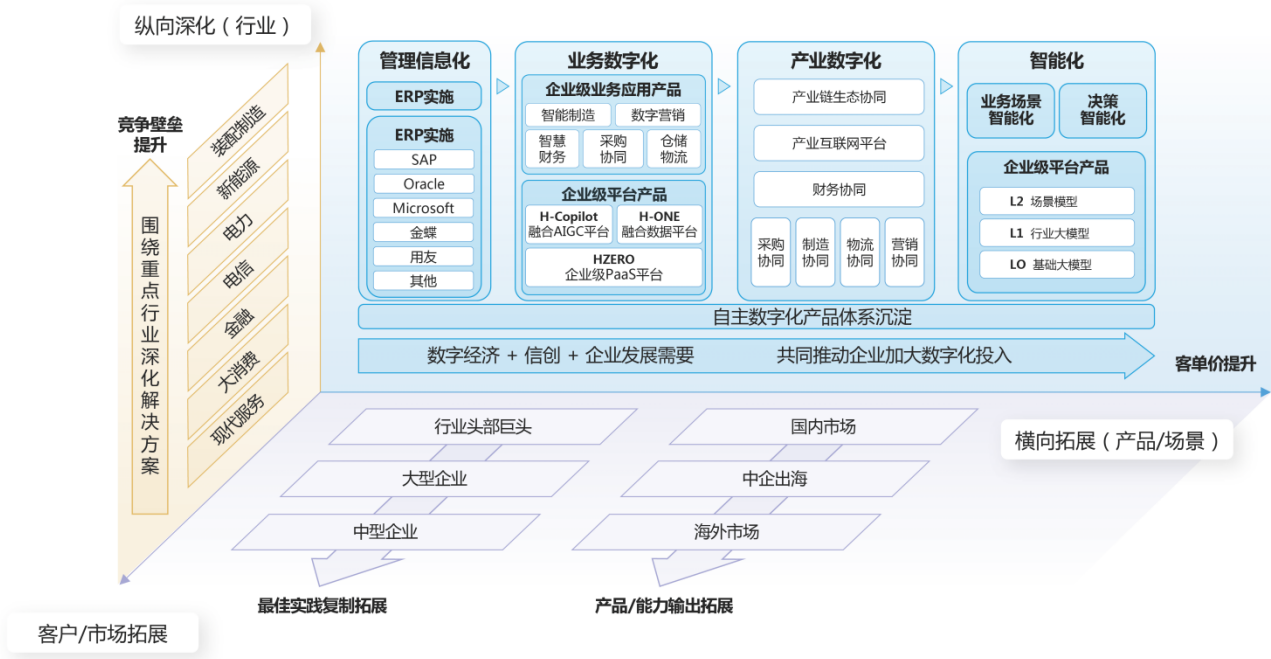 纵向深化（行业）
竞争壁垒
提升
围绕重点行业深化解决方案
装配制造
新能源
电力
电信
金融
大消费
现代服务
管理信息化
ERP实施
ERP实施
SAP
Oracle
Microsoft
金蝶
用友
其他
业务数字化
企业级业务应用产品
智能制造
数字营销
智慧
财务
采购
协同
仓储
物流
企业级平台产品
H-Copilot
融合AIGC平台
H-ONE
融合数据平台
HZERO
企业级PaaS平台
产业数字化
产业链生态协同
产业互联网平台
财务协同
采购
协同
制造
协同
物流
协同
营销
协同
智能化
业务场景
智能化
决策
智能化
企业级平台产品
L2 场景模型
L1 行业大模型
LO 基础大模型
自主数字化产品体系沉淀
数字经济 + 信创 + 企业发展需要 共同推动企业加大数字化投入
客单价提升
横向拓展（产品/场景）
行业头部巨头
大型企业
中型企业
最佳实践复制拓展
国内市场
中企出海
海外市场
产品/能力输出拓展
客户/市场拓展